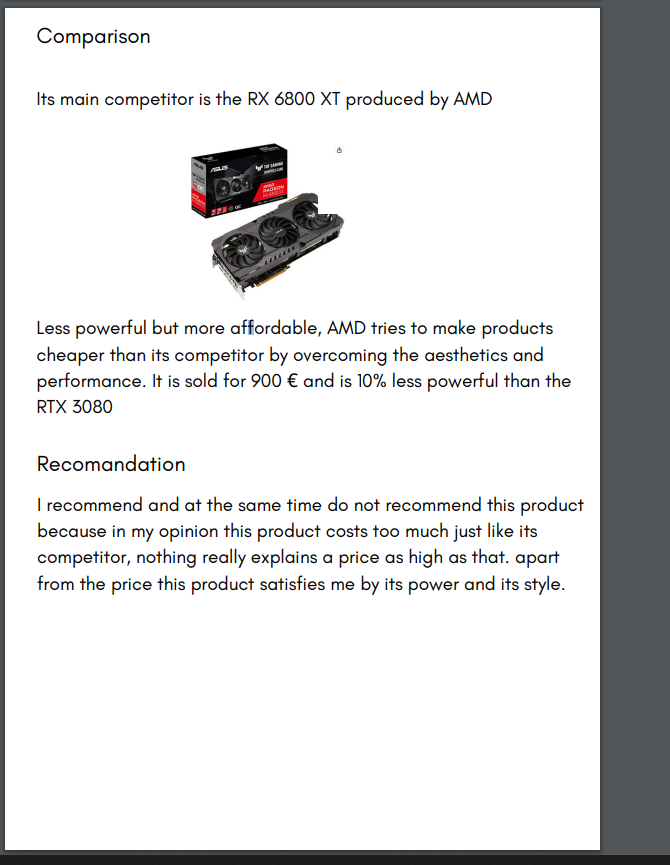 Comparison
Its main competitor is the RX 6800 XT produced by AMD
ASUS
TUF GAMING
RADEON
Less powerful but more affordable, AMD tries to make products
cheaper than its competitor by overcoming the aesthetics and
performance. It is sold for 900 € and is 10% less powerful than the
RTX 3080
Recomandation
I recommend and at the same time do not recommend this product
because in my opinion this product costs too much just like its
competitor, nothing really explains a price as high as that. apart
from the price this product satisfies me by its power and its style.